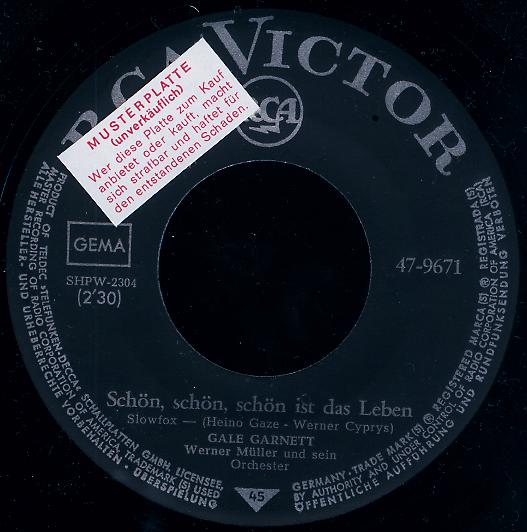 RCA VICTOR
MUSTERPLATTE
(unverkäuflich)
Wer diese Platte zum Kauf
anbietet oder kauft, macht
sich strafbar und haftet für
den entstandenen Schaden.
RCA
GEMA
SHPW-2304
(2'30)
47-9671
Schön, schön, schön ist das Leben
Slowfox — (Heino Gaze - Werner Cyprys)
GALE GARNETT
Werner Müller und sein
Orchester
45
PRODUCT OF TELDEC »TELEFUNKEN-DECCA« SCHALLPLATTEN GMBH, LICENSEE,
MASTER RECORDING OF RADIO CORPORATION OF AMERICA, TRADEMARK (S) USED
ALLE HERSTELLER- UND URHEBERRECHTE VORBEHALTEN · ÜBERSPIELUNG
GERMANY · TRADE MARK(S) ® REGISTERED MARCA(S) ® REGISTRADA(S)
BY AUTHORITY AND UNDER CONTROL OF RADIO CORPORATION OF AMERICA (RCA)
ÖFFENTLICHE AUFFÜHRUNG UND RUNDFUNKSENDUNG VERBOTEN